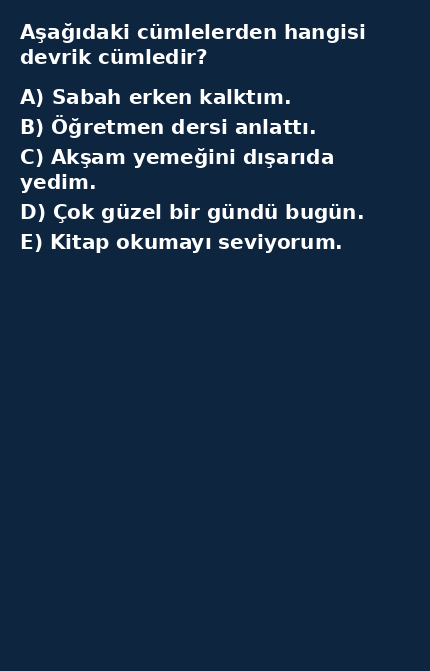 Aşağıdaki cümlelerden hangisi
devrik cümledir?
A) Sabah erken kalktım.
B) Öğretmen dersi anlattı.
C) Akşam yemeğini dışarıda
yedim.
D) Çok güzel bir gündü bugün.
E) Kitap okumayı seviyorum.